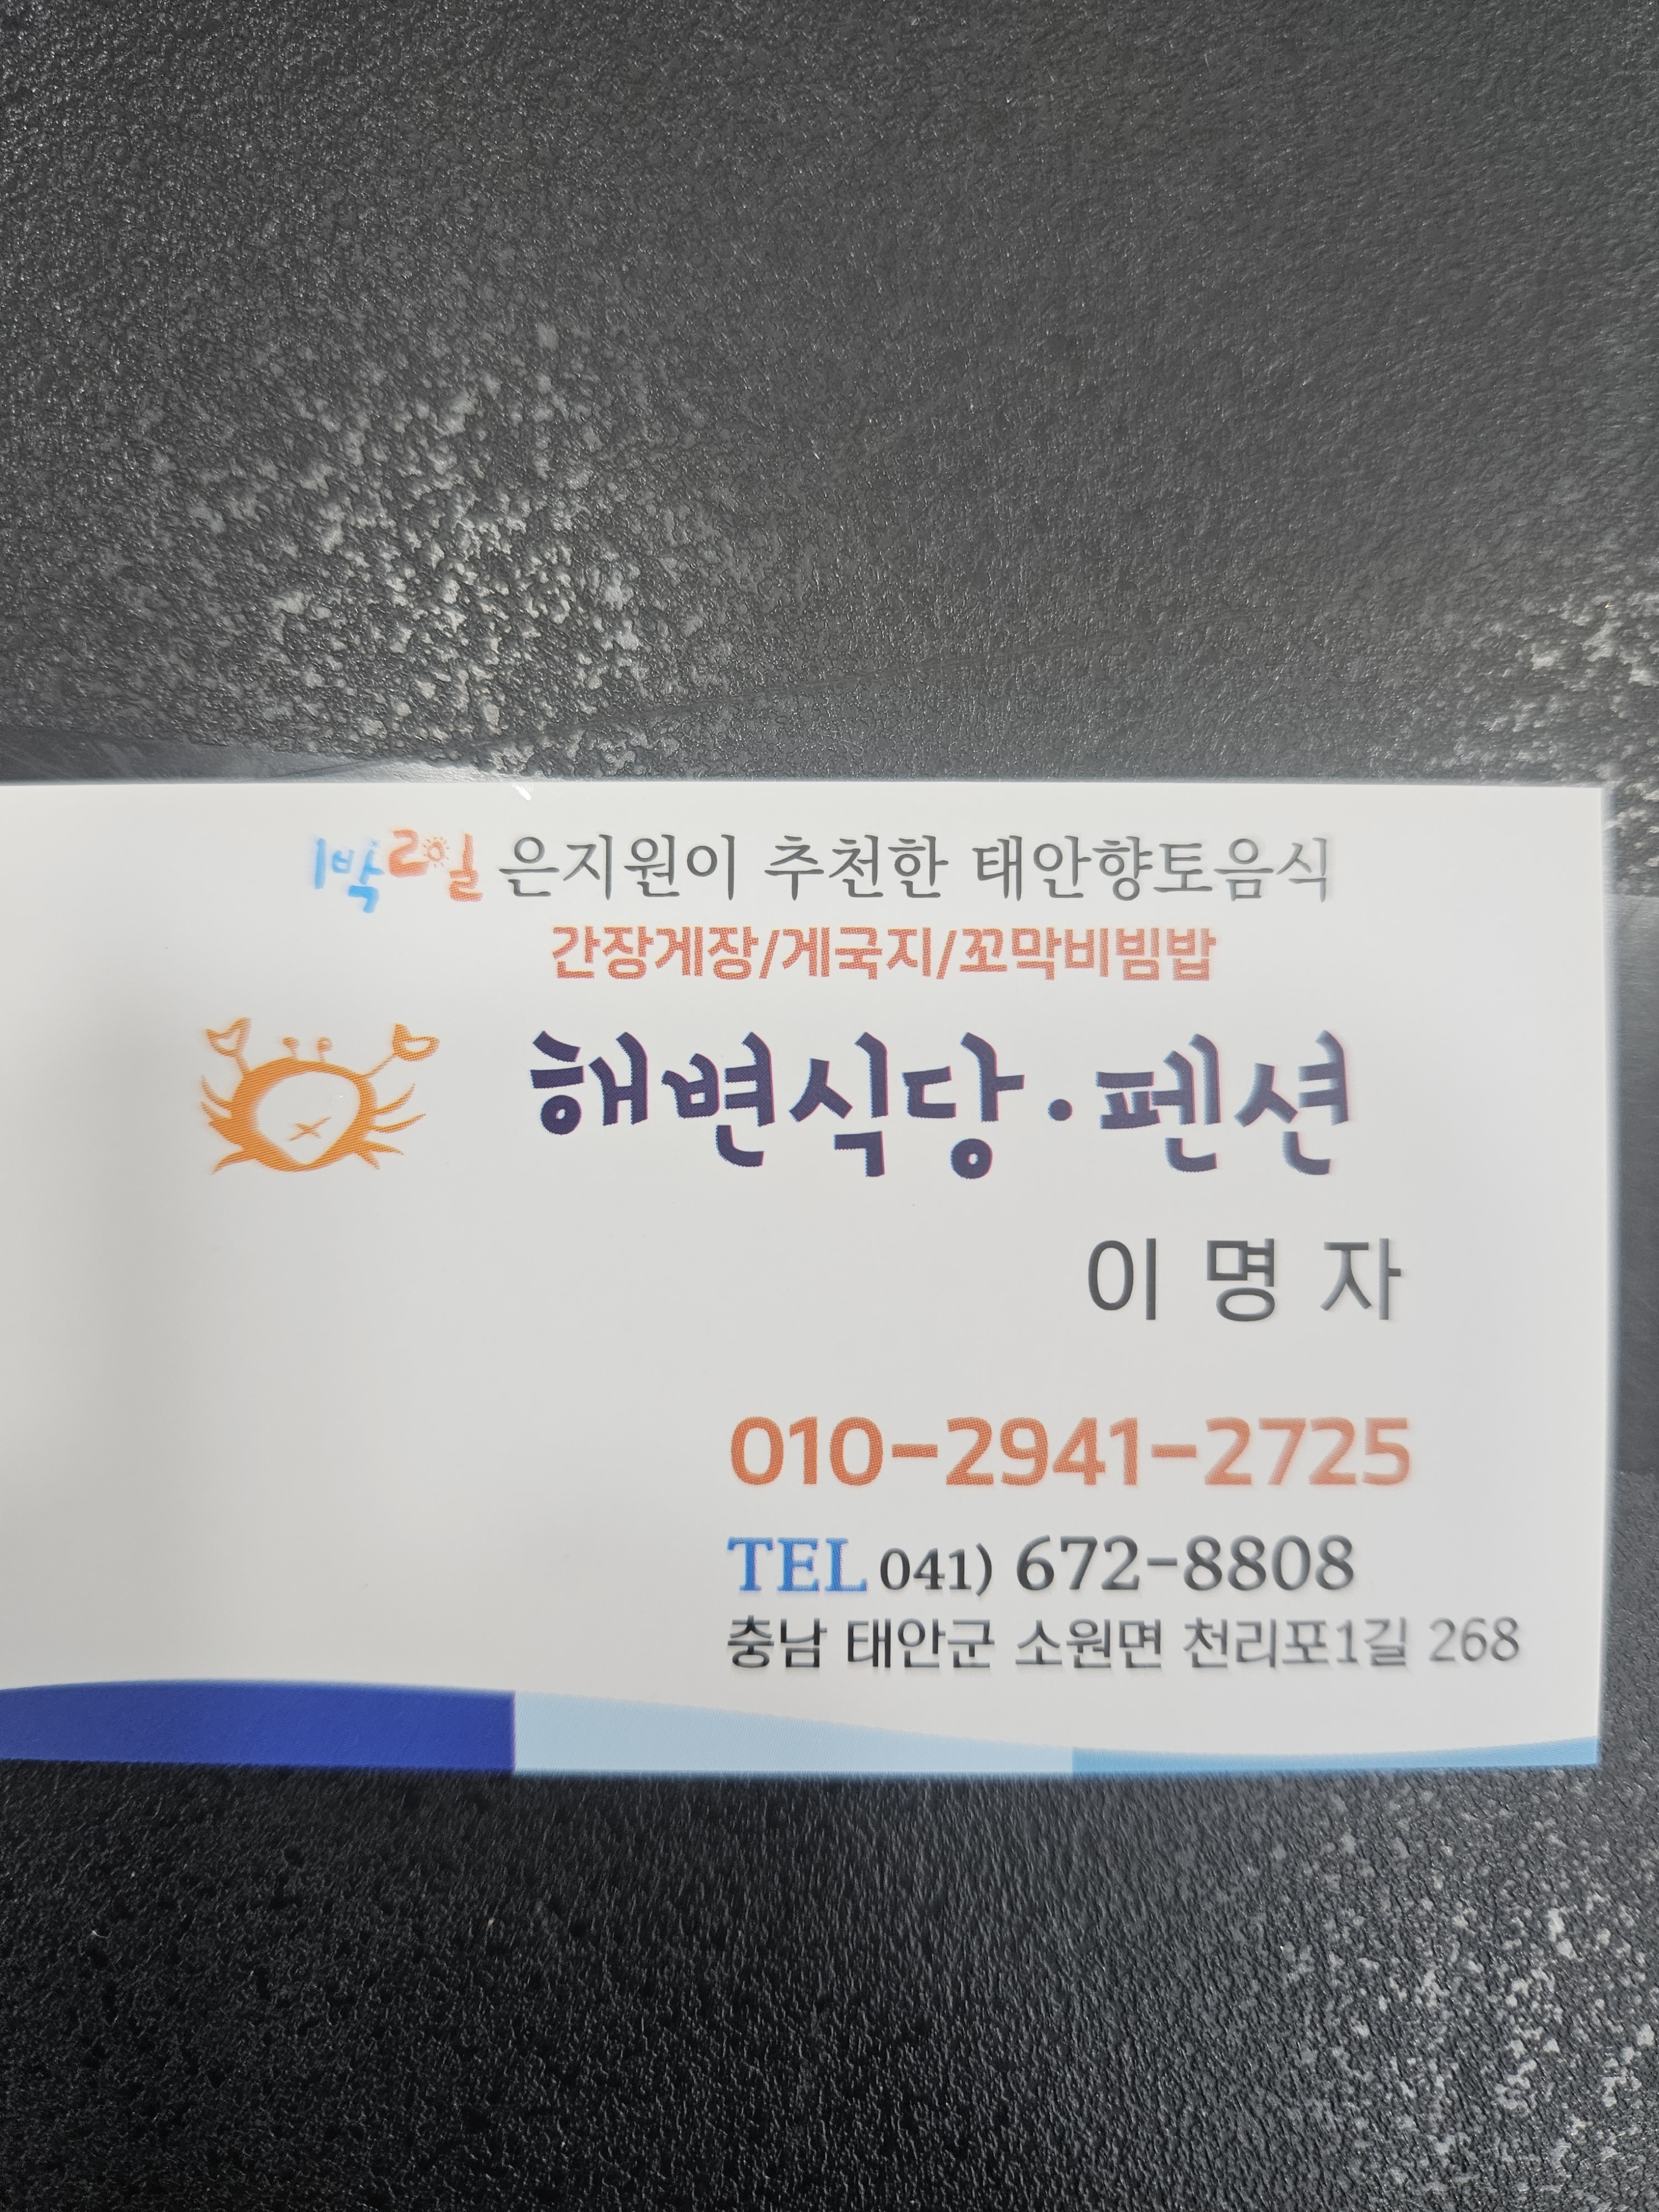 1박2일 은지원이 추천한 태안향토음식
간장게장/게국지/꼬막비빔밥
해변식당·펜션
이명자
010-2941-2725
TEL 041) 672-8808
충남 태안군 소원면 천리포1길 268